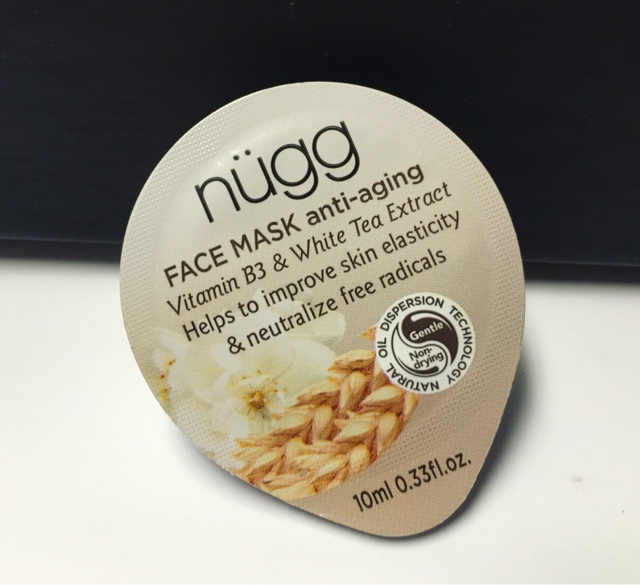 nügg
FACE MASK anti-aging
Vitamin B3 & White Tea Extract
Helps to improve skin elasticity
& neutralize free radicals
NATURAL OIL DISPERSION TECHNOLOGY
Gentle
Non-
drying
10ml 0.33fl.oz.